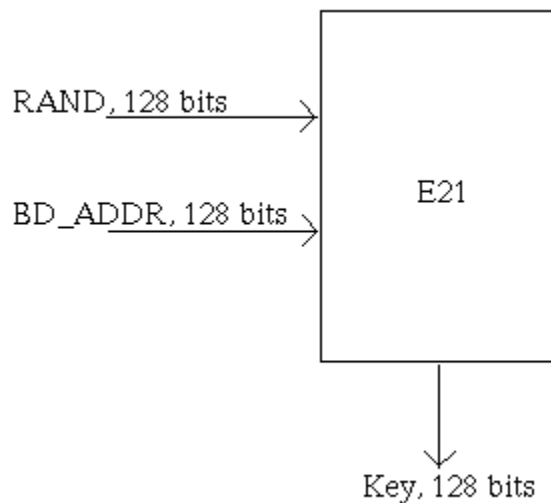 RAND, 128 bits
BD_ADDR, 128 bits
E21
Key, 128 bits